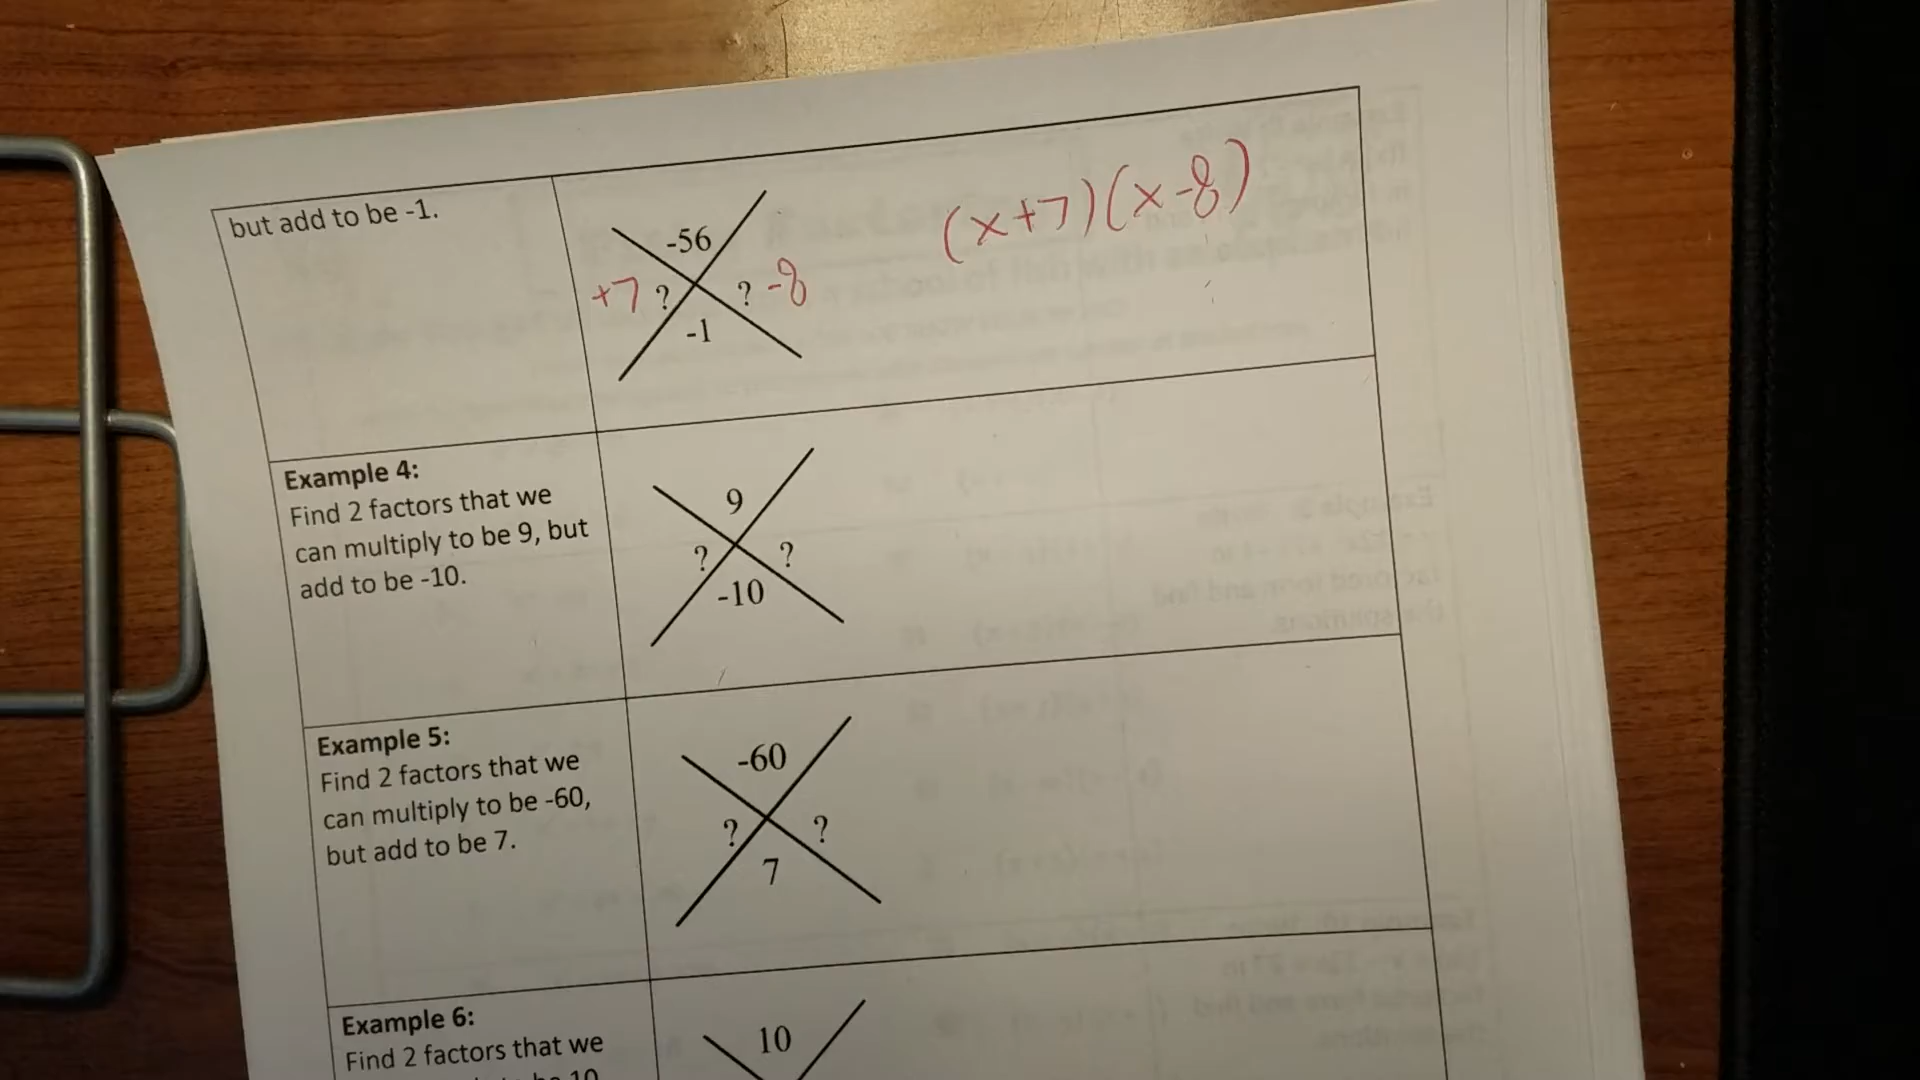 but add to be -1.
-56
+7 ? ? -8
-1
(x+7)(x-8)
Example 4:
Find 2 factors that we
can multiply to be 9, but
add to be -10.
9
? ?
-10
Example 5:
Find 2 factors that we
can multiply to be -60,
but add to be 7.
-60
? ?
7
Example 6:
Find 2 factors that we
10